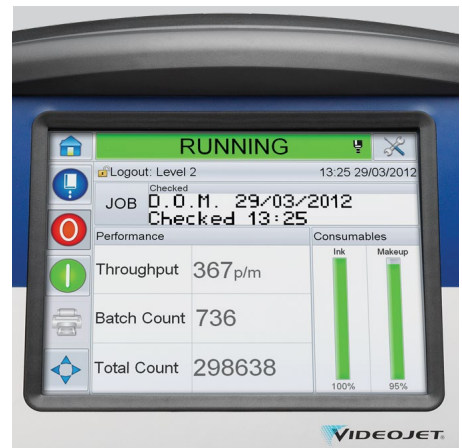 RUNNING
Logout: Level 2 13:25 29/03/2012
Checked
JOB D.O.M. 29/03/2012
Checked 13:25
Performance Consumables
Ink Makeup
Throughput 367p/m
Batch Count 736
Total Count 298638
100% 95%
VIDEOJET.